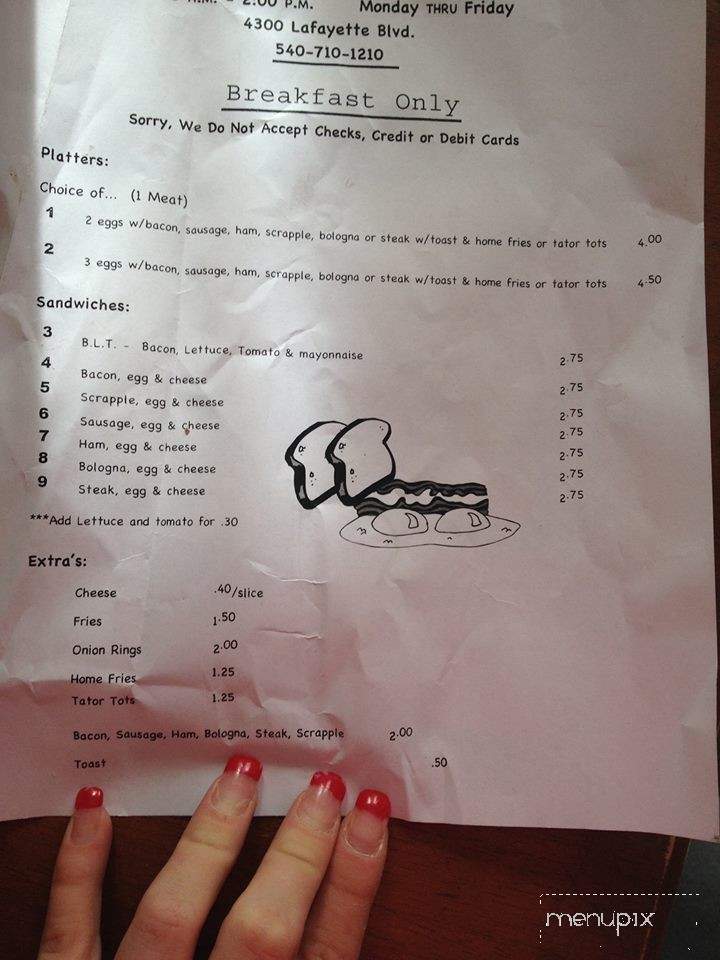 A.M. - 2:00 P.M. Monday THRU Friday
4300 Lafayette Blvd.
540-710-1210
Breakfast Only
Sorry, We Do Not Accept Checks, Credit or Debit Cards
Platters:
Choice of... (1 Meat)
1 2 eggs w/bacon, sausage, ham, scrapple, bologna or steak w/toast & home fries or tator tots 4.00
2 3 eggs w/bacon, sausage, ham, scrapple, bologna or steak w/toast & home fries or tator tots 4.50
Sandwiches:
3 B.L.T. - Bacon, Lettuce, Tomato & mayonnaise 2.75
4 Bacon, egg & cheese 2.75
5 Scrapple, egg & cheese 2.75
6 Sausage, egg & cheese 2.75
7 Ham, egg & cheese 2.75
8 Bologna, egg & cheese 2.75
9 Steak, egg & cheese 2.75
***Add Lettuce and tomato for .30
Extra's:
Cheese .40/slice
Fries 1.50
Onion Rings 2.00
Home Fries 1.25
Tator Tots 1.25
Bacon, Sausage, Ham, Bologna, Steak, Scrapple 2.00
Toast .50
menupix